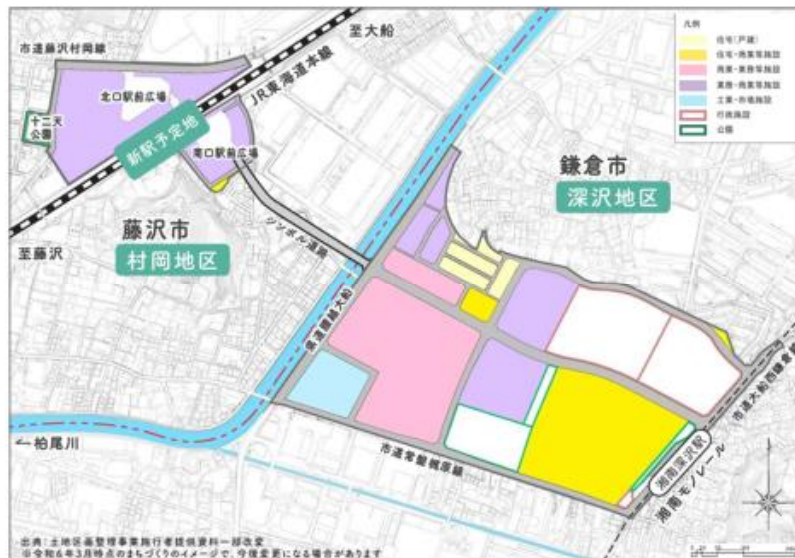 市道藤沢村岡線
至大船
JR東海道本線
北口駅前広場
十二天
公園
新駅予定地
南口駅前広場
藤沢市
村岡地区
至藤沢
シンボル道路
県道腰越大船
鎌倉市
深沢地区
凡例
住宅(戸建)
住宅・商業等施設
商業・業務等施設
業務・商業等施設
工業・市場施設
行政施設
公園
市道大船西鎌倉線
湘南深沢駅
湘南モノレール
市道常盤梶原線
←柏尾川
出典:土地区画整理事業施行者提供資料一部改変
※令和6年3月時点のまちづくりのイメージで、今後変更になる場合があります